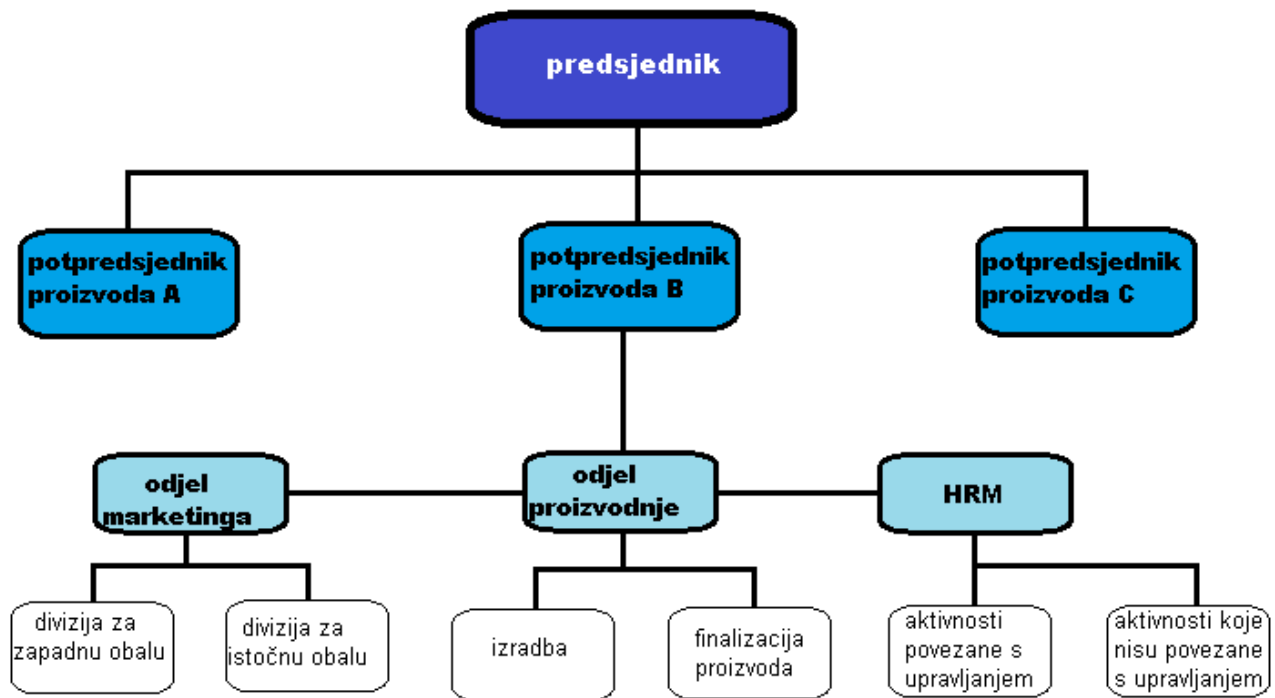 predsjednik
potpredsjednik
proizvoda A
potpredsjednik
proizvoda B
potpredsjednik
proizvoda C
odjel
marketinga
odjel
proizvodnje
HRM
divizija za
zapadnu obalu
divizija za
istočnu obalu
izradba
finalizacija
proizvoda
aktivnosti
povezane s
upravljanjem
aktivnosti koje
nisu povezane
s upravljanjem